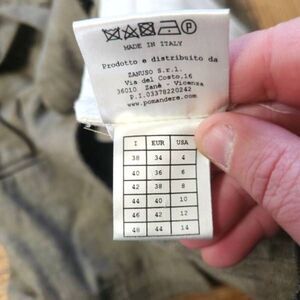 P
MADE IN ITALY
Prodotto e distribuito da
ZANUSO S.r.l.
Via del Costo,16
36010 Zanè - Vicenza
P.I.03378220242
www.pomandere.com
I EUR USA
38 34 4
40 36 6
42 38 8
44 40 10
46 42 12
48 44 14